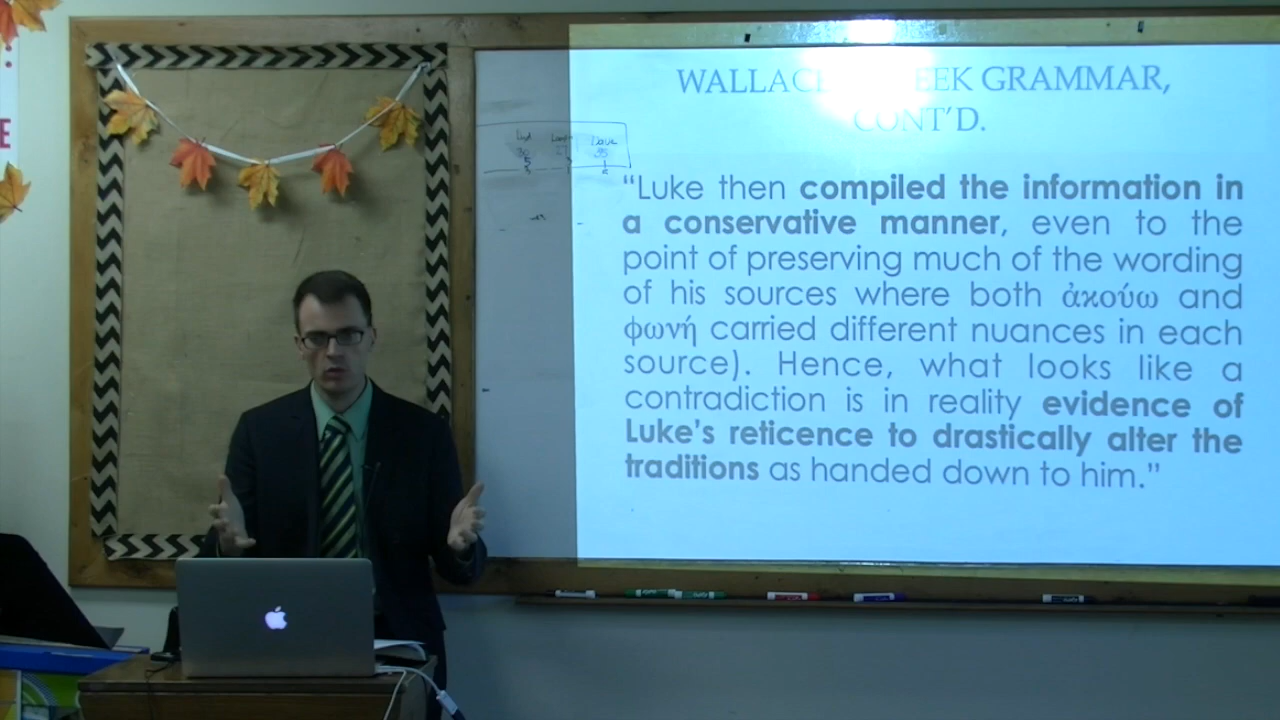 WALLAC EEK GRAMMAR,
CONT'D.
“Luke then compiled the information in
a conservative manner, even to the
point of preserving much of the wording
of his sources where both ἀκούω and
φωνή carried different nuances in each
source). Hence, what looks like a
contradiction is in reality evidence of
Luke’s reticence to drastically alter the
traditions as handed down to him.”
E
Dave